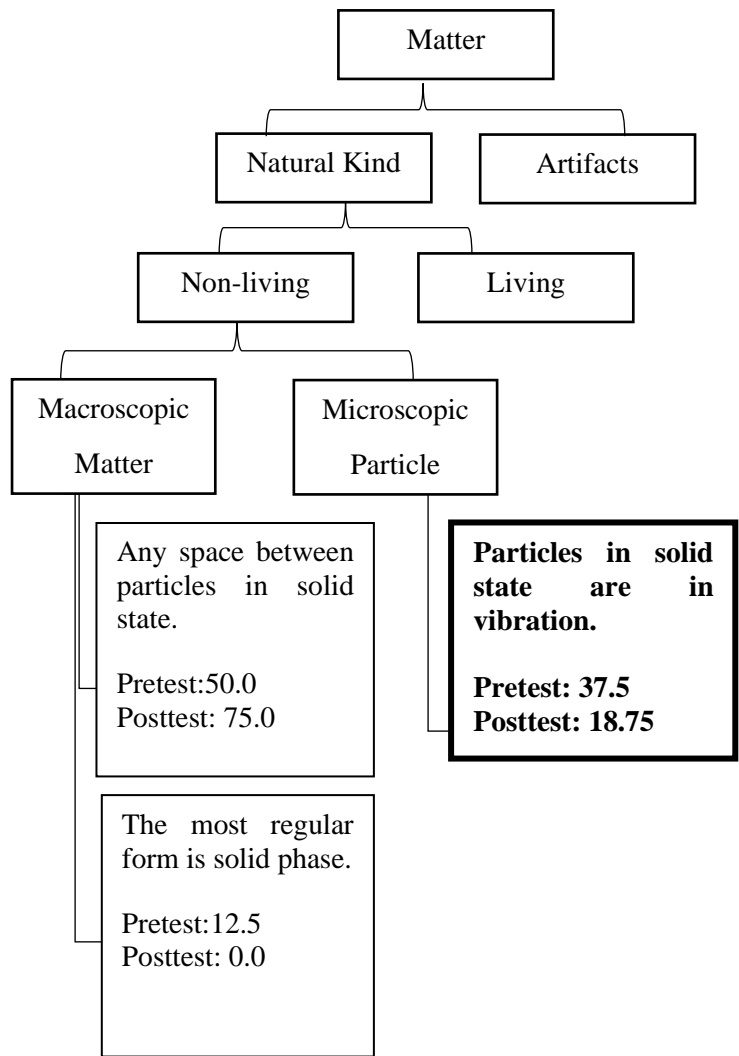 Matter
Natural Kind
Artifacts
Non-living
Living
Macroscopic
Matter
Microscopic
Particle
Any space between
particles in solid
state.
Pretest:50.0
Posttest: 75.0
Particles in solid
state are in
vibration.
Pretest: 37.5
Posttest: 18.75
The most regular
form is solid phase.
Pretest:12.5
Posttest: 0.0